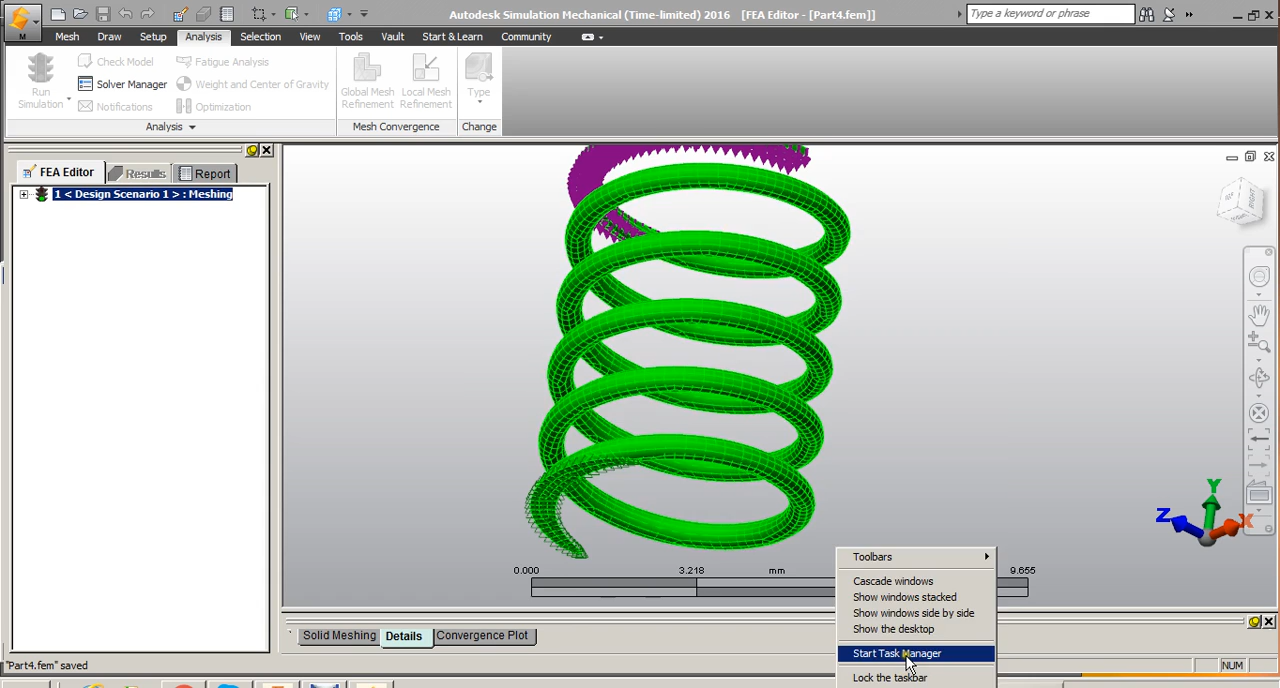 Autodesk Simulation Mechanical (Time-limited) 2016 [FEA Editor - [Part4.fem]]
Type a keyword or phrase
M
Mesh Draw Setup Analysis Selection View Tools Vault Start & Learn Community
Run Simulation
Check Model
Solver Manager
Notifications
Fatigue Analysis
Weight and Center of Gravity
Optimization
Global Mesh Refinement
Local Mesh Refinement
Type
Analysis
Mesh Convergence
Change
FEA Editor Results Report
1 < Design Scenario 1 > : Meshing
RIGHT
Y
Z
X
0.000 3.218 mm 9.655
Toolbars
Cascade windows
Show windows stacked
Show windows side by side
Show the desktop
Start Task Manager
Lock the taskbar
Solid Meshing Details Convergence Plot
"Part4.fem" saved
NUM